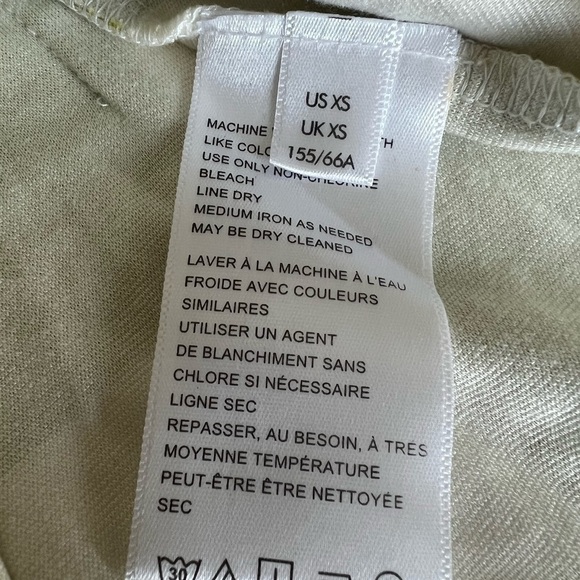 US XS
UK XS
155/66A
MACHINE
LIKE
USE ONLY NON-CHLORINE
BLEACH
LINE DRY
MEDIUM IRON AS NEEDED
MAY BE DRY CLEANED
LAVER À LA MACHINE À L'EAU
FROIDE AVEC COULEURS
SIMILAIRES
UTILISER UN AGENT
DE BLANCHIMENT SANS
CHLORE SI NÉCESSAIRE
LIGNE SEC
REPASSER, AU BESOIN, À TRÈS
MOYENNE TEMPÉRATURE
PEUT-ÊTRE ÊTRE NETTOYÉE
SEC
30